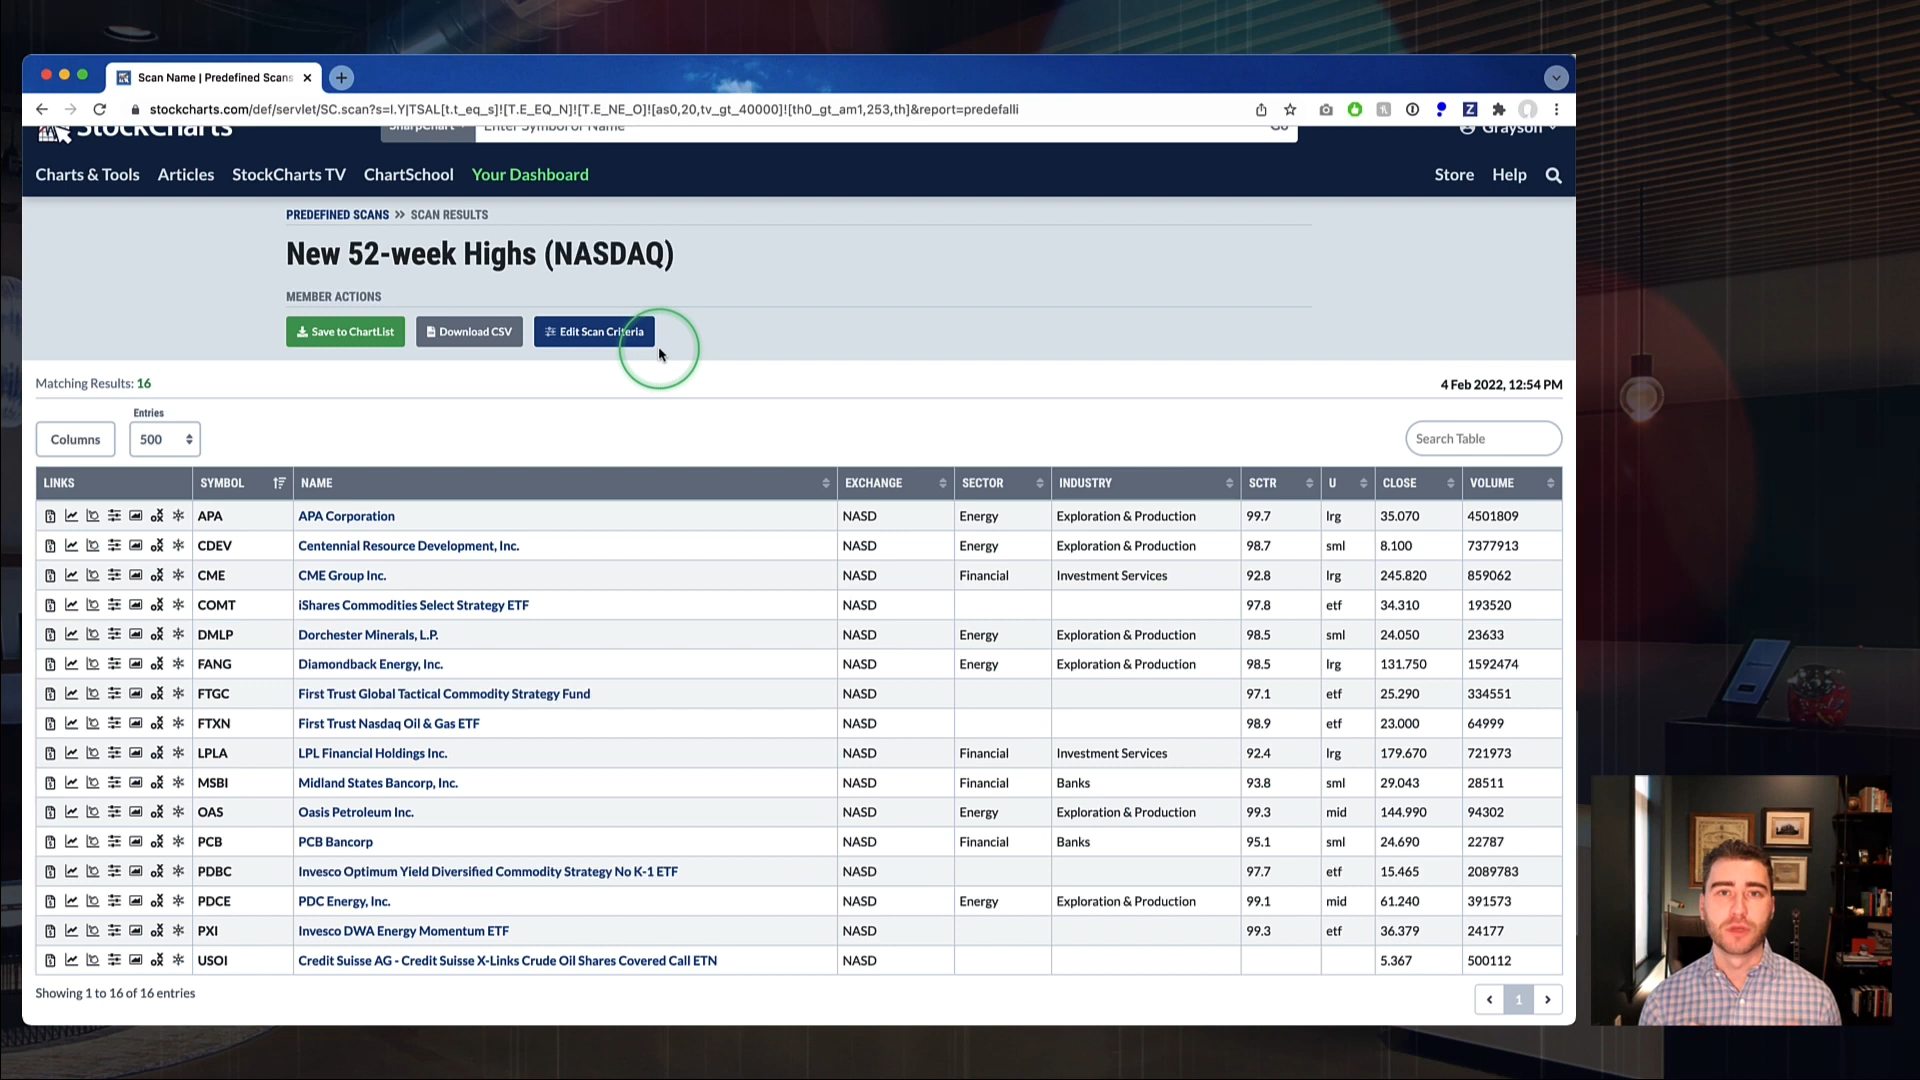 Scan Name | Predefined Scans
stockcharts.com/def/servlet/SC.scan?s=I.Y|TSAL[t.t_eq_s]![T.E_EQ_N]![T.E_NE_O]![as0,20,tv_gt_40000]![th0_gt_am1,253,th]&report=predefalli
StockCharts SharpChart Enter Symbol or Name Go Grayson
Charts & Tools Articles StockCharts TV ChartSchool Your Dashboard Store Help
PREDEFINED SCANS >> SCAN RESULTS
New 52-week Highs (NASDAQ)
MEMBER ACTIONS
Save to ChartList Download CSV Edit Scan Criteria
Matching Results: 16 4 Feb 2022, 12:54 PM
Entries
Columns 500 Search Table
LINKS SYMBOL NAME EXCHANGE SECTOR INDUSTRY SCTR U CLOSE VOLUME
APA APA Corporation NASD Energy Exploration & Production 99.7 lrg 35.070 4501809
CDEV Centennial Resource Development, Inc. NASD Energy Exploration & Production 98.7 sml 8.100 7377913
CME CME Group Inc. NASD Financial Investment Services 92.8 lrg 245.820 859062
COMT iShares Commodities Select Strategy ETF NASD 97.8 etf 34.310 193520
DMLP Dorchester Minerals, L.P. NASD Energy Exploration & Production 98.5 sml 24.050 23633
FANG Diamondback Energy, Inc. NASD Energy Exploration & Production 98.5 lrg 131.750 1592474
FTGC First Trust Global Tactical Commodity Strategy Fund NASD 97.1 etf 25.290 334551
FTXN First Trust Nasdaq Oil & Gas ETF NASD 98.9 etf 23.000 64999
LPLA LPL Financial Holdings Inc. NASD Financial Investment Services 92.4 lrg 179.670 721973
MSBI Midland States Bancorp, Inc. NASD Financial Banks 93.8 sml 29.043 28511
OAS Oasis Petroleum Inc. NASD Energy Exploration & Production 99.3 mid 144.990 94302
PCB PCB Bancorp NASD Financial Banks 95.1 sml 24.690 22787
PDBC Invesco Optimum Yield Diversified Commodity Strategy No K-1 ETF NASD 97.7 etf 15.465 2089783
PDCE PDC Energy, Inc. NASD Energy Exploration & Production 99.1 mid 61.240 391573
PXI Invesco DWA Energy Momentum ETF NASD 99.3 etf 36.379 24177
USOI Credit Suisse AG - Credit Suisse X-Links Crude Oil Shares Covered Call ETN NASD 5.367 500112
Showing 1 to 16 of 16 entries
1